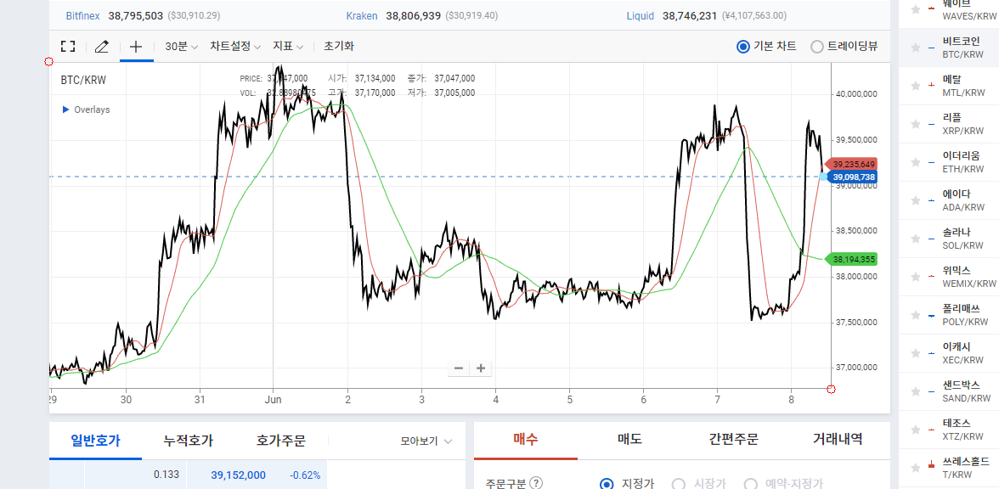 Bitfinex 38,795,503 ($30,910.29) Kraken 38,806,939 ($30,919.40) Liquid 38,746,231 (¥4,107,563.00)
30분 차트설정 지표 초기화 기본 차트 트레이딩뷰
BTC/KRW
PRICE: 37,047,000 시가: 37,134,000 종가: 37,047,000
VOL: 고가: 37,170,000 저가: 37,005,000
Overlays
40,000,000
39,500,000
39,235,649
39,098,738
39,000,000
38,500,000
38,194,355
38,000,000
37,500,000
37,000,000
29 30 31 Jun 2 3 4 5 6 7 8
일반호가 누적호가 호가주문 모아보기
0.133 39,152,000 -0.62%
매수 매도 간편주문 거래내역
주문구분 ? 지정가 시장가 예약-지정가
웨이브
WAVES/KRW
비트코인
BTC/KRW
메탈
MTL/KRW
리플
XRP/KRW
이더리움
ETH/KRW
에이다
ADA/KRW
솔라나
SOL/KRW
위믹스
WEMIX/KRW
폴리매쓰
POLY/KRW
이캐시
XEC/KRW
샌드박스
SAND/KRW
테조스
XTZ/KRW
쓰레스홀드
T/KRW